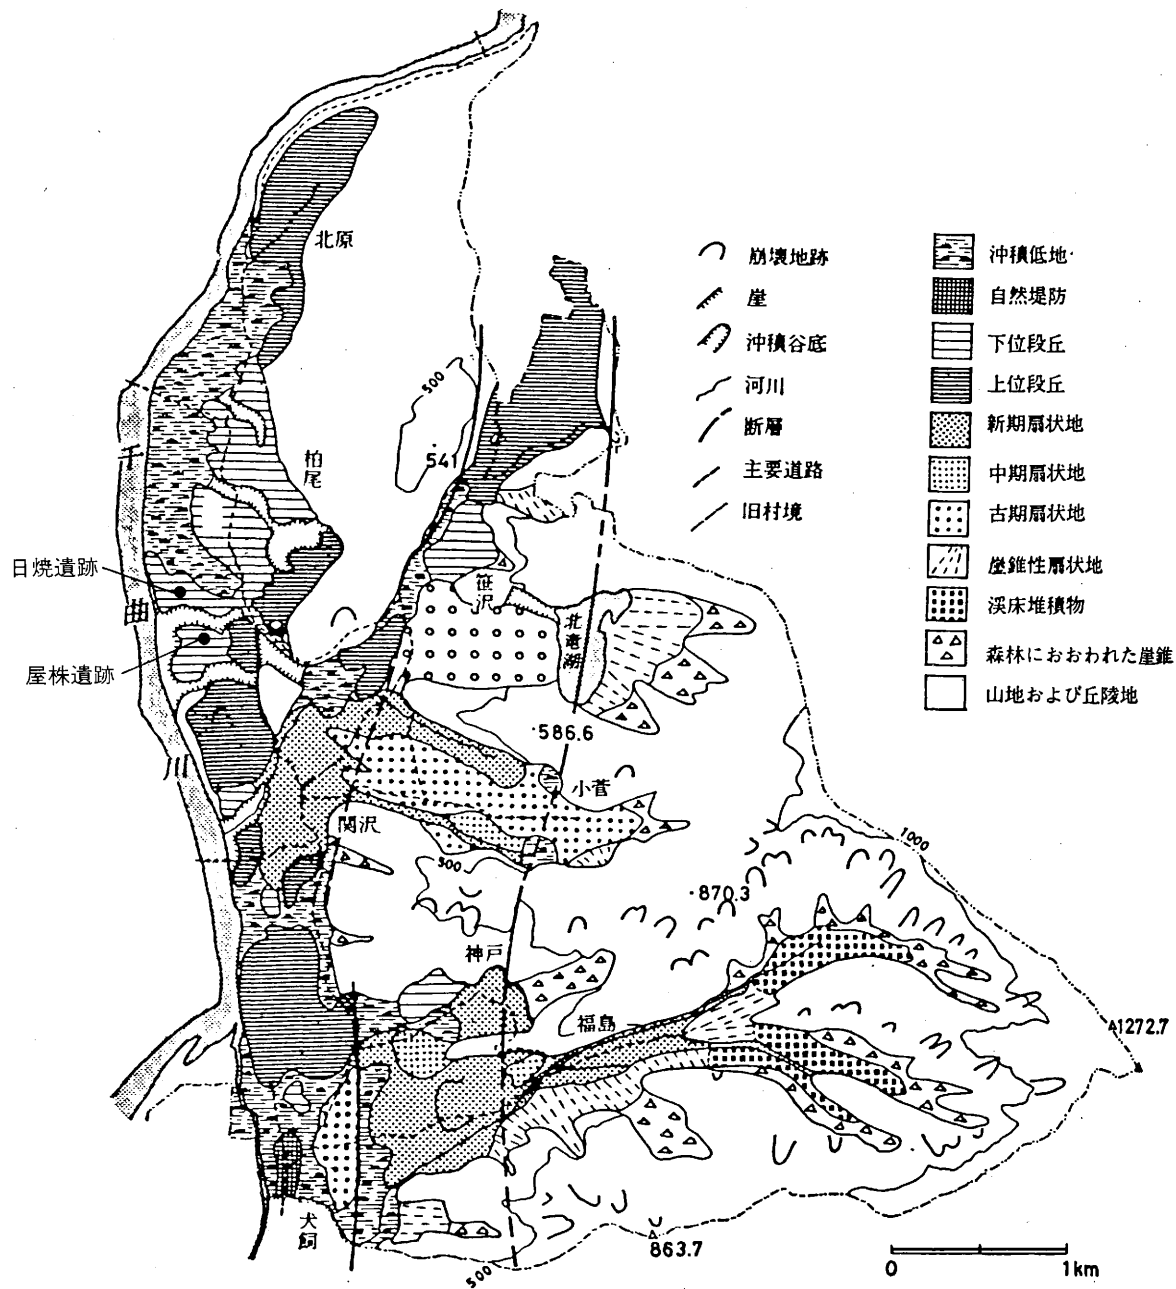 北原
崩壊地跡
崖
沖積谷底
河川
断層
主要道路
旧村境
沖積低地
自然堤防
下位段丘
上位段丘
新期扇状地
中期扇状地
古期扇状地
崖錐性扇状地
渓床堆積物
森林におおわれた崖錐
山地および丘陵地
500
541
千曲川
柏尾
日焼遺跡
屋株遺跡
笹沢
北竜湖
586.6
小菅
関沢
500
1000
870.3
神戸
福島
1272.7
犬飼
863.7
500
0
1km